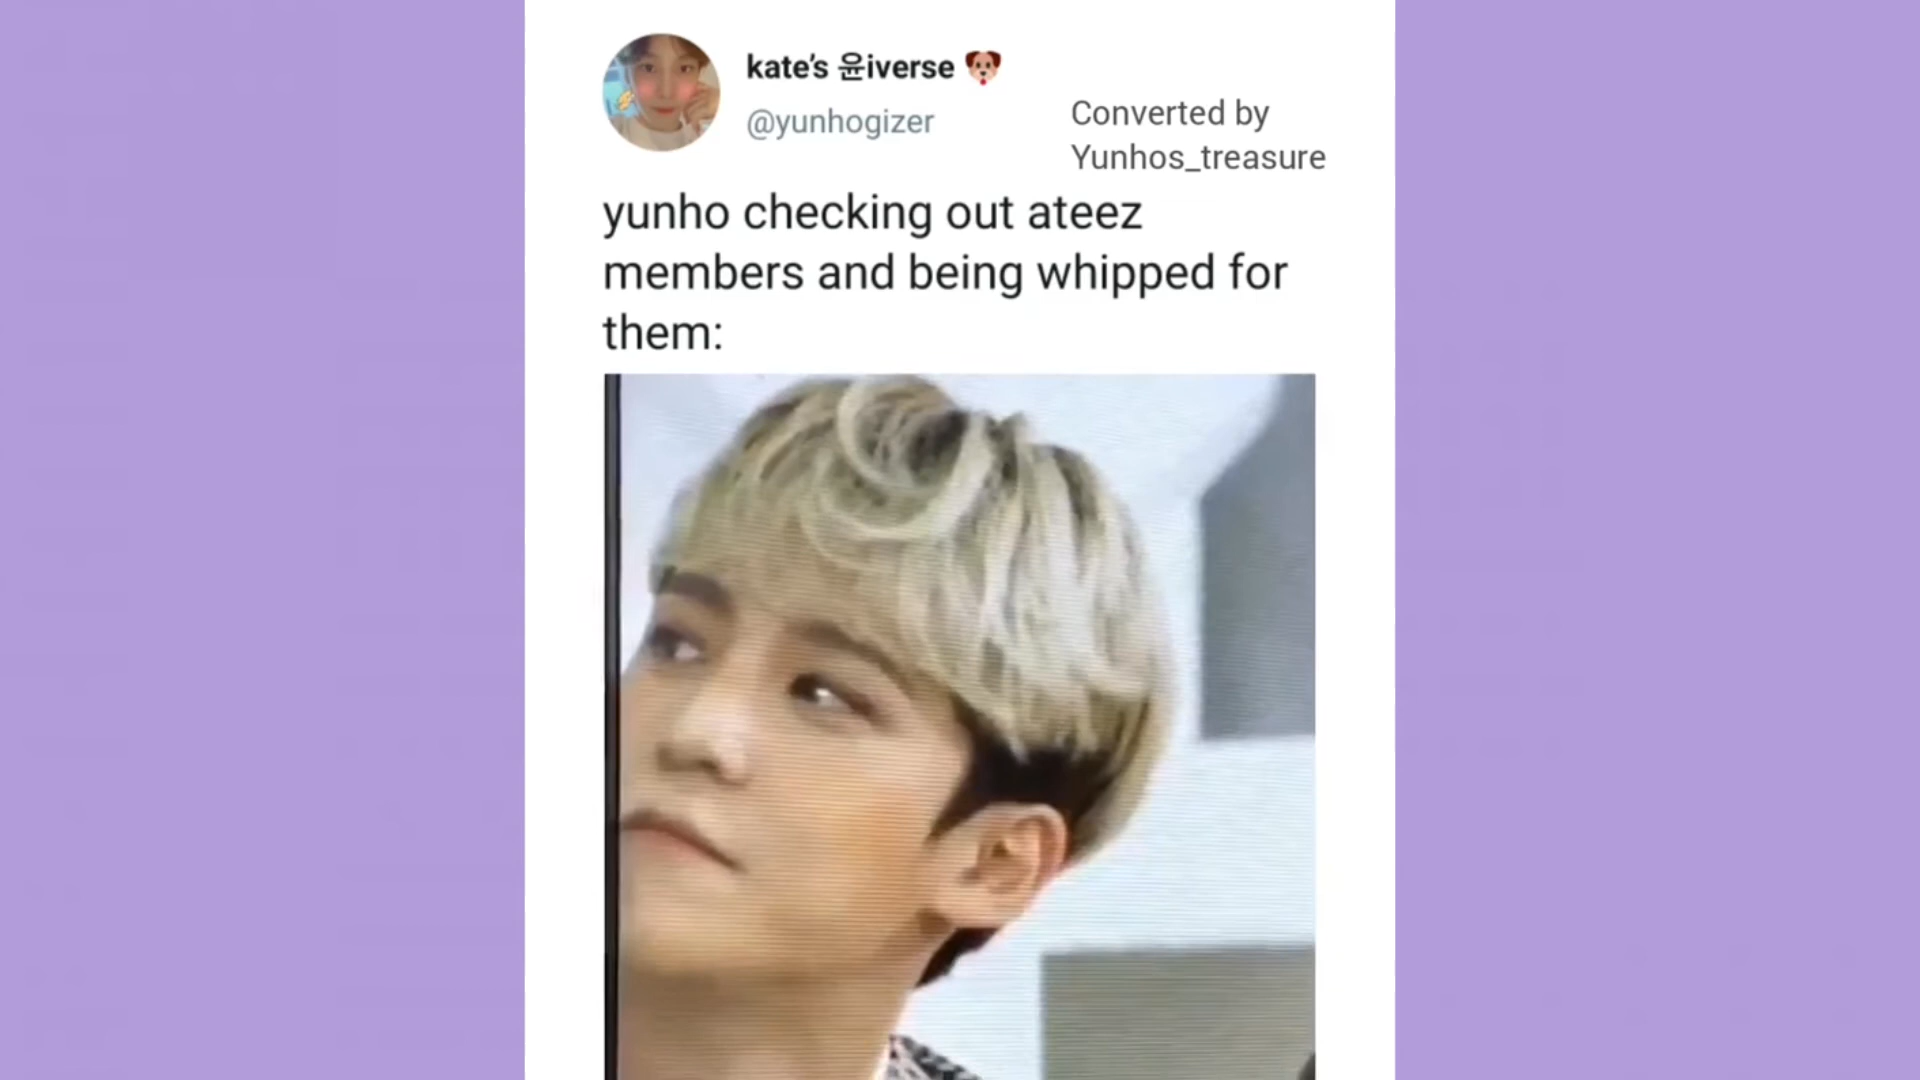 kate’s 윤iverse 🐶
@yunhogizer
Converted by
Yunhos_treasure
yunho checking out ateez
members and being whipped for
them: